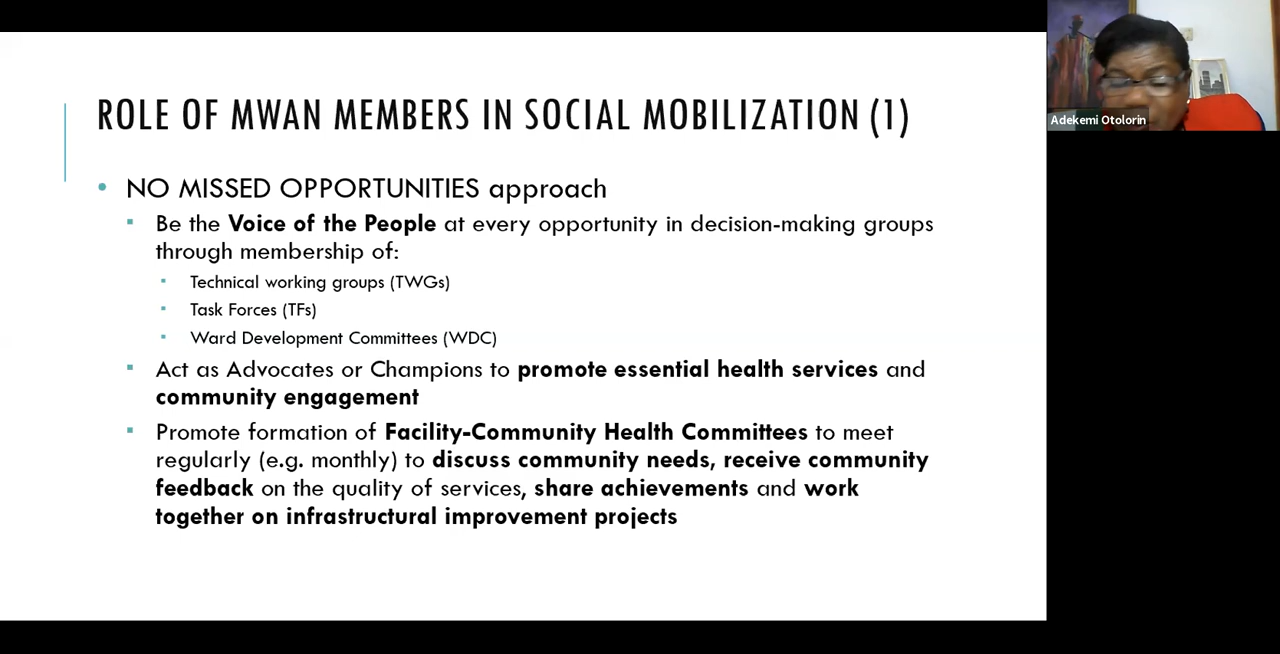 ROLE OF MWAN MEMBERS IN SOCIAL MOBILIZATION (1)
NO MISSED OPPORTUNITIES approach
Be the Voice of the People at every opportunity in decision-making groups
through membership of:
Technical working groups (TWGs)
Task Forces (TFs)
Ward Development Committees (WDC)
Act as Advocates or Champions to promote essential health services and
community engagement
Promote formation of Facility-Community Health Committees to meet
regularly (e.g. monthly) to discuss community needs, receive community
feedback on the quality of services, share achievements and work
together on infrastructural improvement projects
Adekemi Otolorin